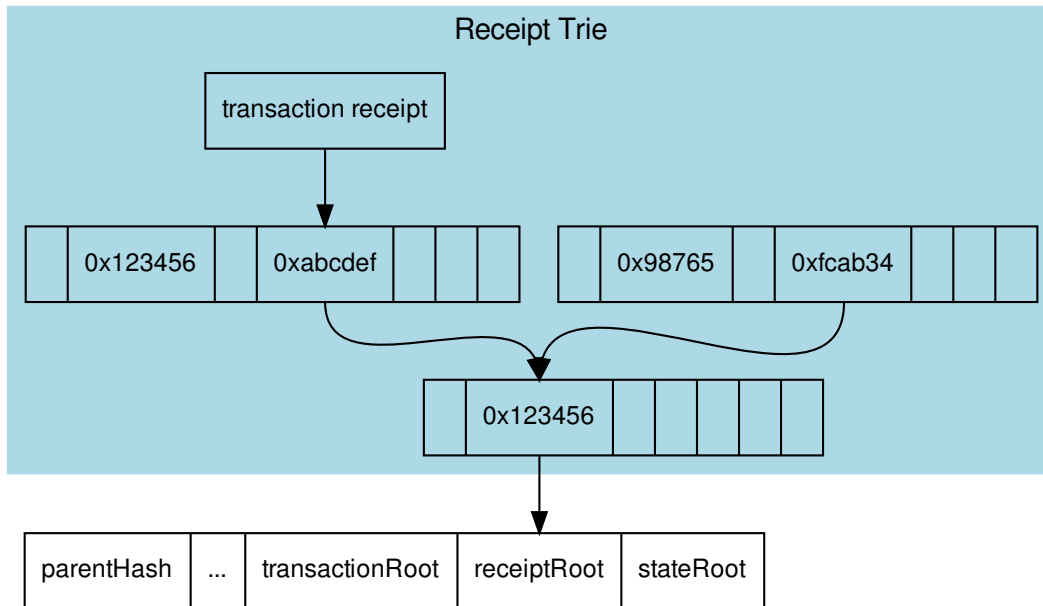 Receipt Trie
transaction receipt
0x123456 0xabcdef
0x98765 0xfcab34
0x123456
parentHash ... transactionRoot receiptRoot stateRoot